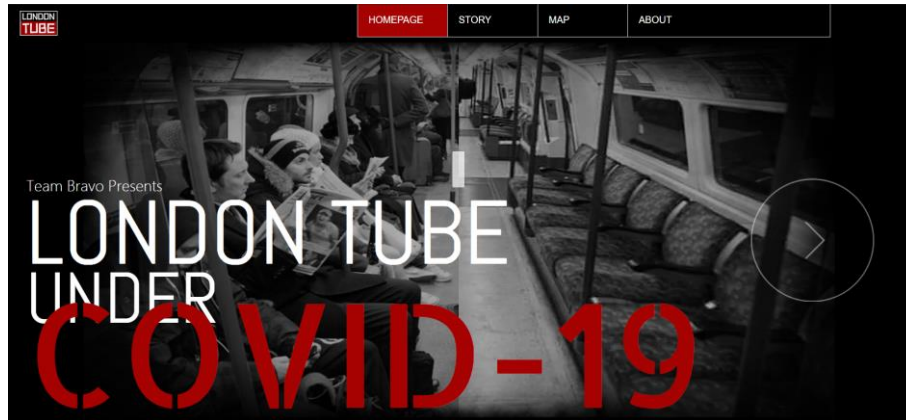 LONDON
TUBE
HOMEPAGE STORY MAP ABOUT
Team Bravo Presents
LONDON TUBE
UNDER
COVID-19